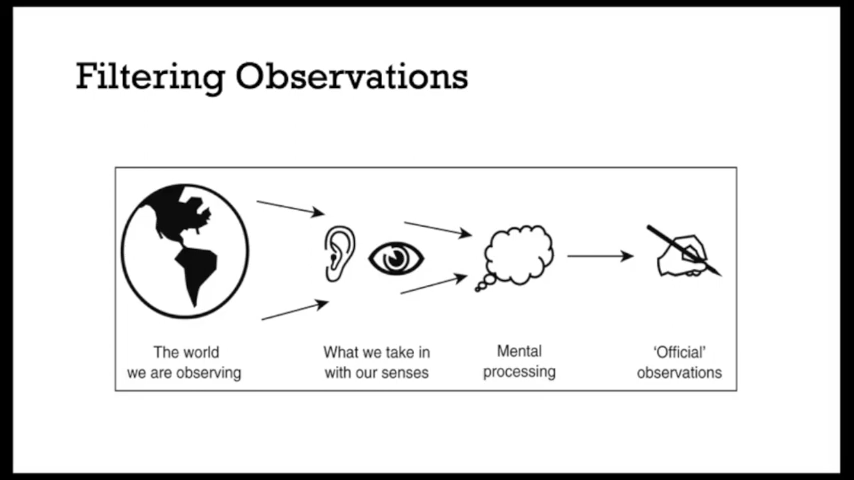 Filtering Observations
The world
we are observing
What we take in
with our senses
Mental
processing
‘Official’
observations